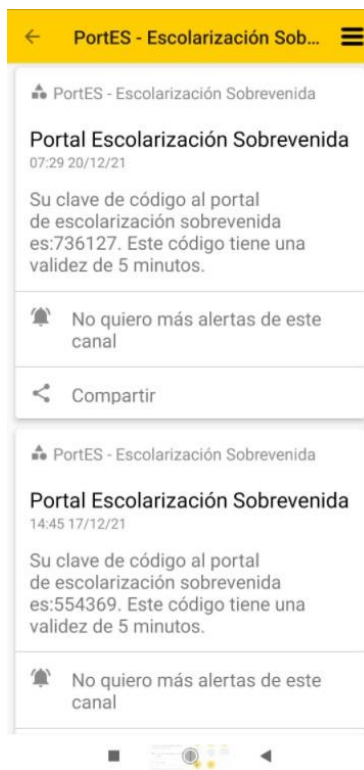 PortES - Escolarización Sob...
PortES - Escolarización Sobrevenida
Portal Escolarización Sobrevenida
07:29 20/12/21
Su clave de código al portal
de escolarización sobrevenida
es:736127. Este código tiene una
validez de 5 minutos.
No quiero más alertas de este
canal
Compartir
PortES - Escolarización Sobrevenida
Portal Escolarización Sobrevenida
14:45 17/12/21
Su clave de código al portal
de escolarización sobrevenida
es:554369. Este código tiene una
validez de 5 minutos.
No quiero más alertas de este
canal